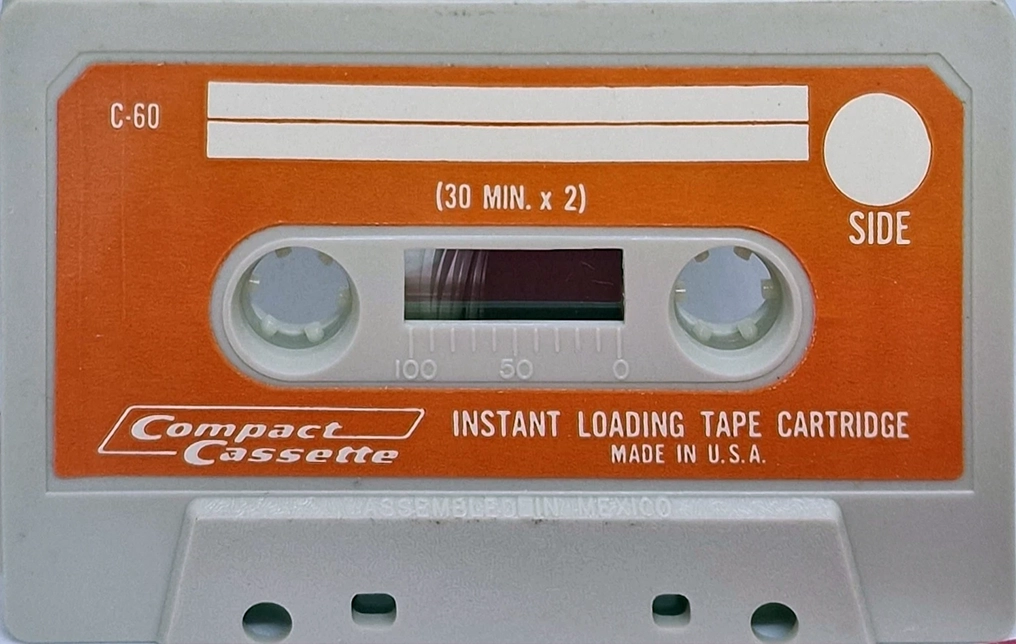 C-60
(30 MIN. x 2)
SIDE
100 50 0
Compact
Cassette
INSTANT LOADING TAPE CARTRIDGE
MADE IN U.S.A.
ASSEMBLED IN MEXICO